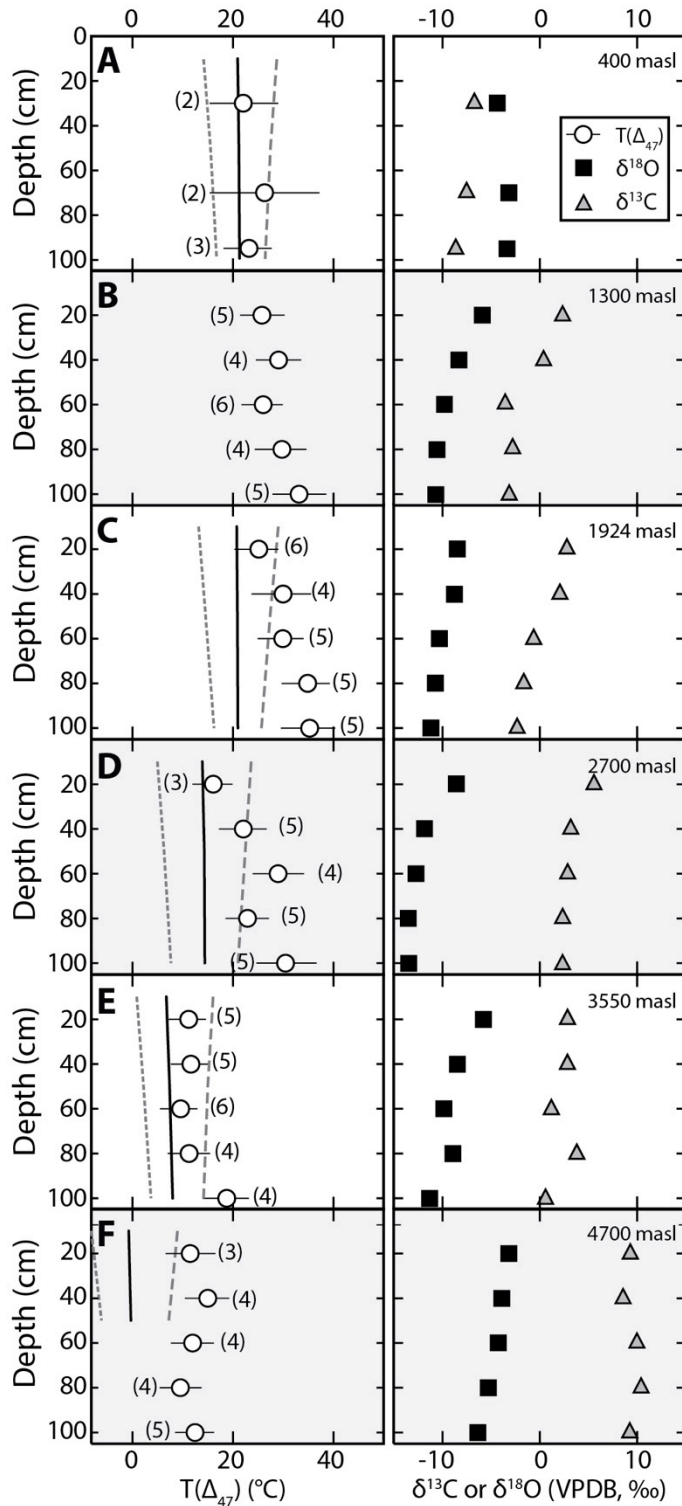 0 20 40 -10 0 10
0
20
40
60
80
100
Depth (cm)
A
(2)
(2)
(3)
400 masl
T(Δ47)
δ18O
δ13C
20
40
60
80
100
Depth (cm)
B
(5)
(4)
(6)
(4)
(5)
1300 masl
20
40
60
80
100
Depth (cm)
C
(6)
(4)
(5)
(5)
(5)
1924 masl
20
40
60
80
100
Depth (cm)
D
(3)
(5)
(4)
(5)
(5)
2700 masl
20
40
60
80
100
Depth (cm)
E
(5)
(5)
(6)
(4)
(4)
3550 masl
20
40
60
80
100
Depth (cm)
F
(3)
(4)
(4)
(4)
(5)
4700 masl
0 20 40 -10 0 10
T(Δ47) (°C) δ13C or δ18O (VPDB, ‰)